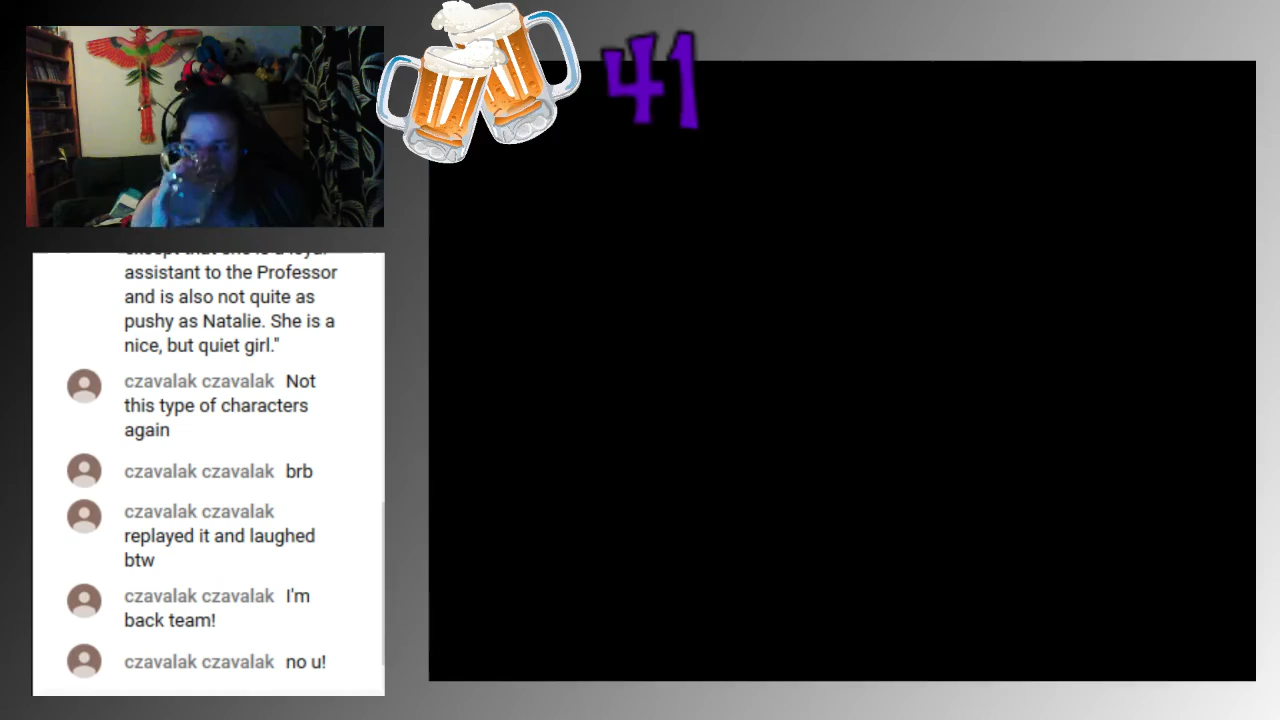 41
assistant to the Professor
and is also not quite as
pushy as Natalie. She is a
nice, but quiet girl."
czavalak czavalak Not
this type of characters
again
czavalak czavalak brb
czavalak czavalak
replayed it and laughed
btw
czavalak czavalak I'm
back team!
czavalak czavalak no u!